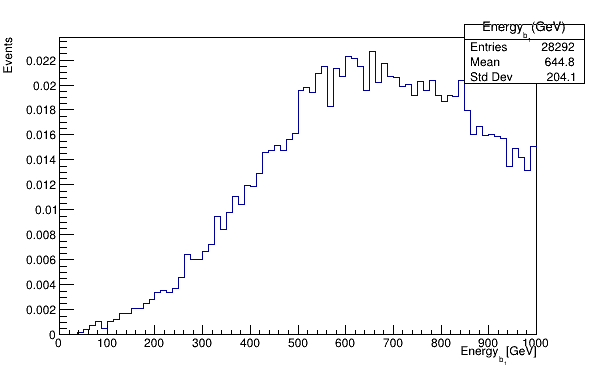 Energy_b_1(GeV)
Entries 28292
Mean 644.8
Std Dev 204.1
Events
0.022
0.02
0.018
0.016
0.014
0.012
0.01
0.008
0.006
0.004
0.002
0
0 100 200 300 400 500 600 700 800 900 1000
Energy_b_1[GeV]